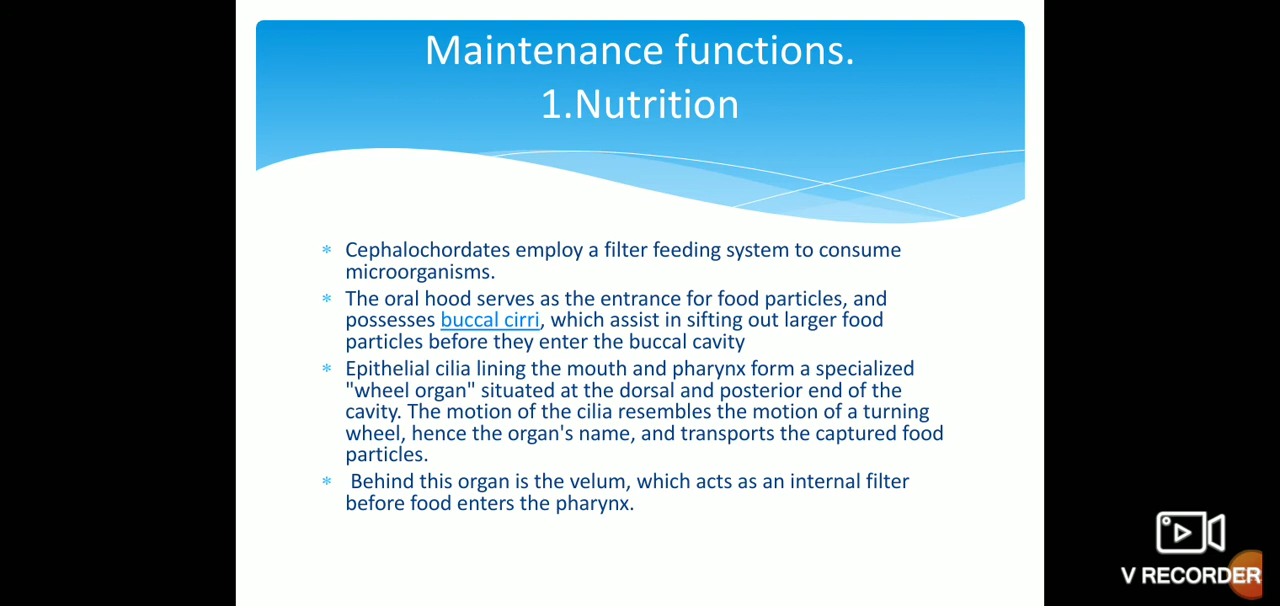 Maintenance functions.
1.Nutrition
* Cephalochordates employ a filter feeding system to consume
microorganisms.
* The oral hood serves as the entrance for food particles, and
possesses buccal cirri, which assist in sifting out larger food
particles before they enter the buccal cavity
* Epithelial cilia lining the mouth and pharynx form a specialized
"wheel organ" situated at the dorsal and posterior end of the
cavity. The motion of the cilia resembles the motion of a turning
wheel, hence the organ's name, and transports the captured food
particles.
* Behind this organ is the velum, which acts as an internal filter
before food enters the pharynx.
V RECORDER